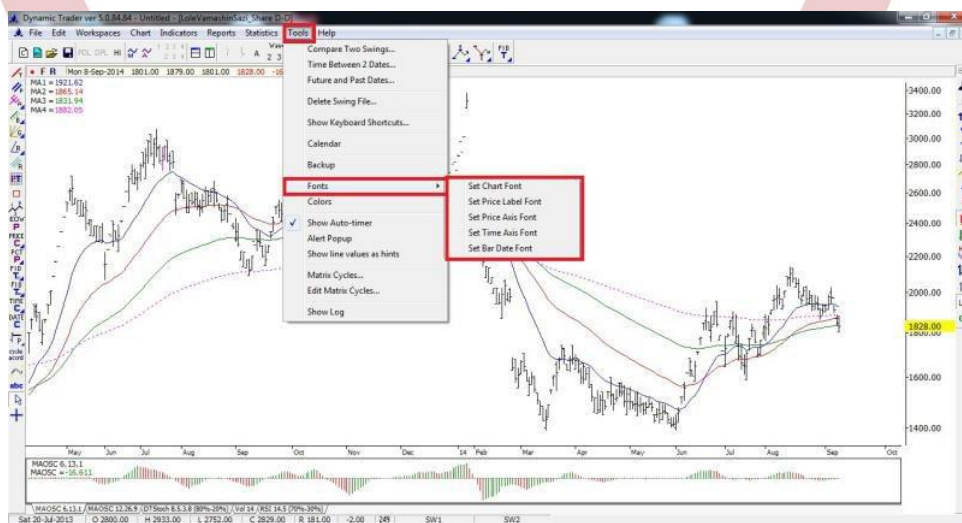 Dynamic Trader ver 5.0.84.84 - Untitled - [LoleVamashinSazi_Share D-D]
File Edit Workspaces Chart Indicators Reports Statistics Tools Help
FIB
F R Mon 8-Sep-2014 1801.00 1879.00 1801.00 1828.00
MA1 = 1921.62
MA2 = 1865.14
MA3 = 1831.94
MA4 = 1882.05
Compare Two Swings...
Time Between 2 Dates...
Future and Past Dates...
Delete Swing File...
Show Keyboard Shortcuts...
Calendar
Backup
Fonts
Colors
Show Auto-timer
Alert Popup
Show line values as hints
Matrix Cycles...
Edit Matrix Cycles...
Show Log
Set Chart Font
Set Price Label Font
Set Price Axis Font
Set Time Axis Font
Set Bar Date Font
3400.00
3200.00
3000.00
2800.00
2600.00
2400.00
2200.00
2000.00
1828.00
1600.00
1400.00
May Jun Jul Aug Sep Oct Nov Dec 14 Feb Mar Apr May Jun Jul Aug Sep Oct
MAOSC 6,13,1
MAOSC = -16.611
MAOSC 6,13,1 MAOSC 12,26,9 DTStoch 8,5,3,8 (80%-20%) Vol 14 RSI 14,5 (70%-30%)
Sat 20-Jul-2013 O 2800.00 H 2933.00 L 2752.00 C 2829.00 R 181.00 -2.00 249 SW1 SW2